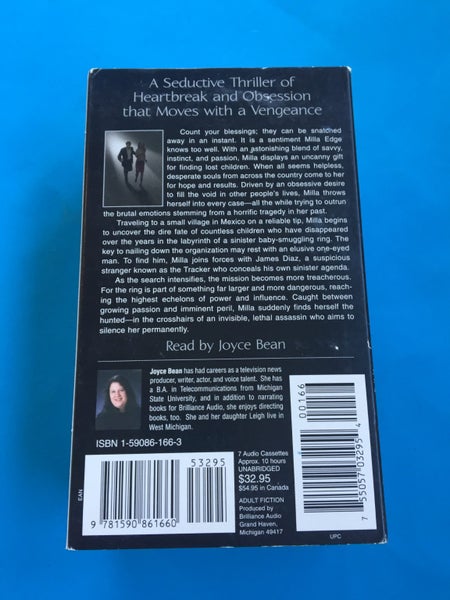 A Seductive Thriller of
Heartbreak and Obsession
that Moves with a Vengeance
Count your blessings; they can be snatched
away in an instant. It is a sentiment Milla Edge
knows too well. With an astonishing blend of savvy,
instinct, and passion, Milla displays an uncanny gift
for finding lost children. When all seems helpless,
desperate souls from across the country come to her
for hope and results. Driven by an obsessive desire
to fill the void in other people's lives, Milla throws
herself into every case—all the while trying to outrun
the brutal emotions stemming from a horrific tragedy in her past.
Traveling to a small village in Mexico on a reliable tip, Milla begins
to uncover the dire fate of countless children who have disappeared
over the years in the labyrinth of a sinister baby-smuggling ring. The
key to nailing down the organization may rest with an elusive one-eyed
man. To find him, Milla joins forces with James Diaz, a suspicious
stranger known as the Tracker who conceals his own sinister agenda.
As the search intensifies, the mission becomes more treacherous.
For the ring is part of something far larger and more dangerous, reach-
ing the highest echelons of power and influence. Caught between
growing passion and imminent peril, Milla suddenly finds herself the
hunted—in the crosshairs of an invisible, lethal assassin who aims to
silence her permanently.
Read by Joyce Bean
Joyce Bean has had careers as a television news
producer, writer, actor, and voice talent. She has
a B.A. in Telecommunications from Michigan
State University, and in addition to narrating
books for Brilliance Audio, she enjoys directing
books, too. She and her daughter Leigh live in
West Michigan.
ISBN 1-59086-166-3
53295
EAN
9 781590 861660
7 Audio Cassettes
Approx. 10 hours
UNABRIDGED
$32.95
$54.95 in Canada
ADULT FICTION
Produced by
Brilliance Audio
Grand Haven,
Michigan 49417
00166
7 55057 03295 4
UPC